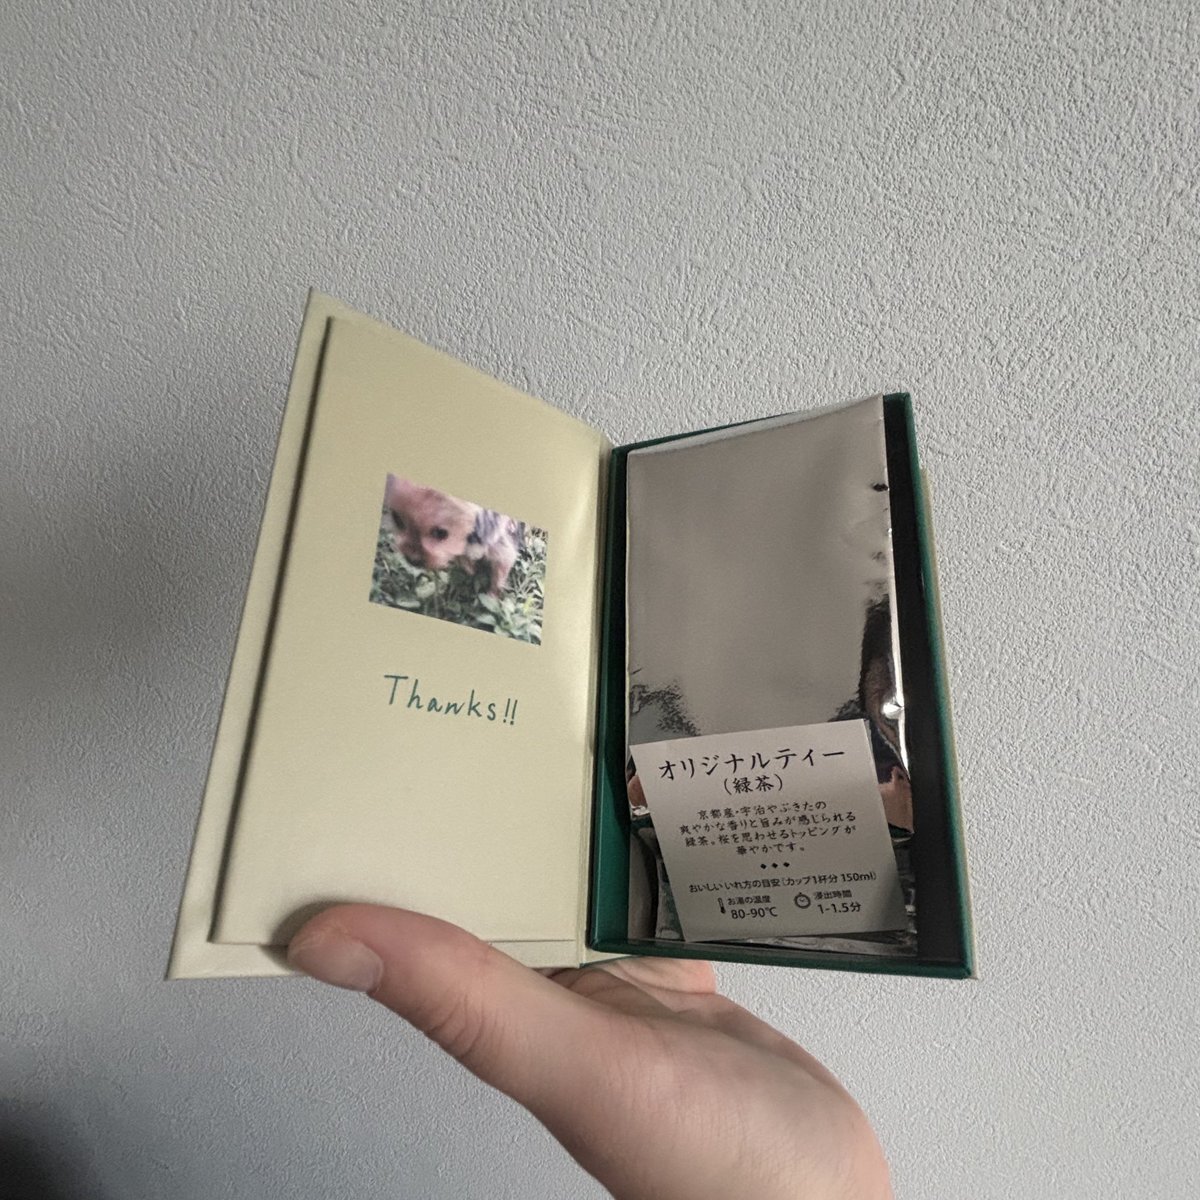 Thanks!!
オリジナルティー
(緑茶)
京都産・宇治やぶきたの
爽やかな香りと旨みが感じられる
緑茶。桜を思わせるトッピングが
華やかです。
おいしいいれ方の目安［カップ1杯分 150ml］
お湯の温度
80-90℃
浸出時間
1-1.5分